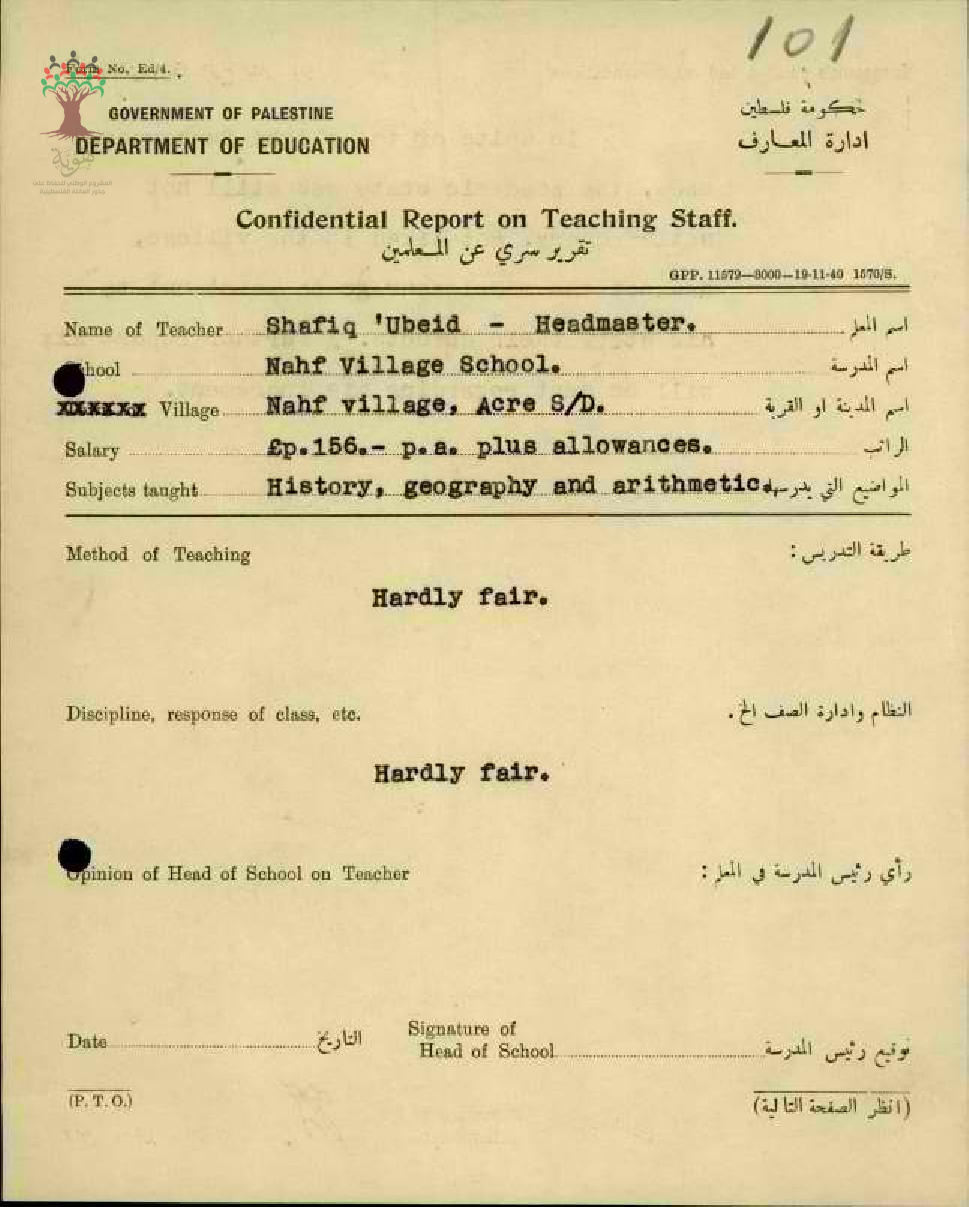 101
Form No. Ed/4.
GOVERNMENT OF PALESTINE
حكومة فلسطين
DEPARTMENT OF EDUCATION
ادارة المعارف
Confidential Report on Teaching Staff.
تقرير سري عن المعلمين
GPP. 11579—8000—19-11-40 1570/S.
Name of Teacher Shafiq 'Ubeid - Headmaster. اسم المعلم
School Nahf Village School. اسم المدرسة
Village Nahf village, Acre S/D. اسم المدينة او القرية
Salary £p.156.- p.a. plus allowances. الراتب
Subjects taught History, geography and arithmetic. المواضيع التي يدرسها
Method of Teaching طريقة التدريس :
Hardly fair.
Discipline, response of class, etc. النظام وادارة الصف الخ .
Hardly fair.
Opinion of Head of School on Teacher رأي رئيس المدرسة في المعلم :
Date التاريخ Signature of
Head of School توقيع رئيس المدرسة
(P. T. O.) (انظر الصفحة التالية)